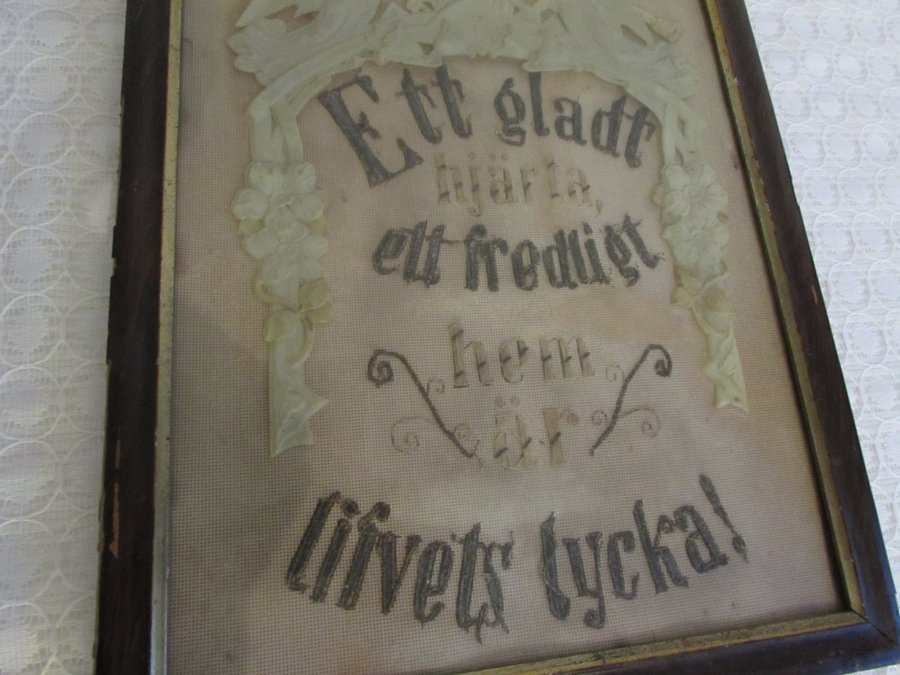 Ett gladt
hjärta,
ett fredligt
hem
är
lifvets lycka!